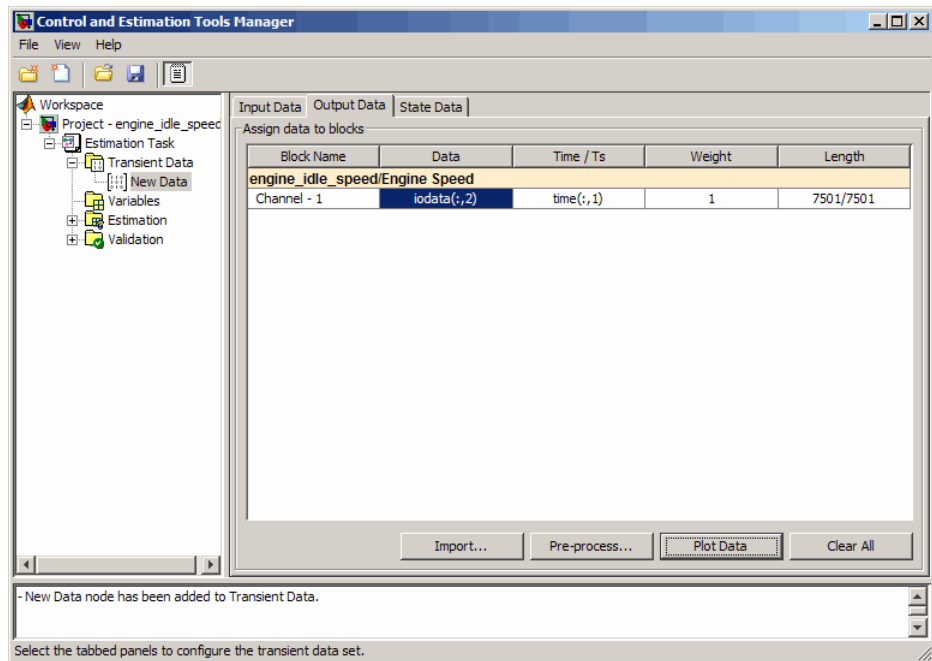 Control and Estimation Tools Manager
File View Help
Workspace
Project - engine_idle_speed
Estimation Task
Transient Data
New Data
Variables
Estimation
Validation
Input Data Output Data State Data
Assign data to blocks
Block Name Data Time / Ts Weight Length
engine_idle_speed/Engine Speed
Channel - 1 iodata(:,2) time(:,1) 1 7501/7501
Import... Pre-process... Plot Data Clear All
- New Data node has been added to Transient Data.
Select the tabbed panels to configure the transient data set.